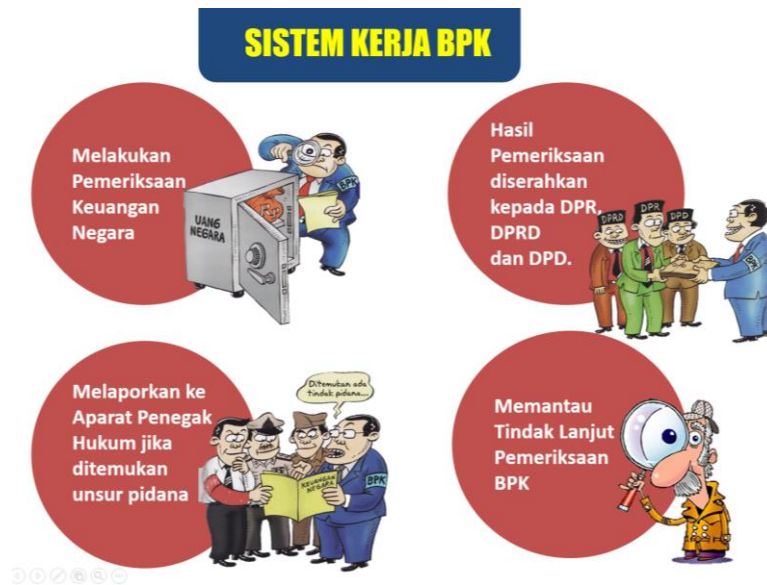 SISTEM KERJA BPK
Melakukan
Pemeriksaan
Keuangan
Negara
UANG
NEGARA
BPK
Hasil
Pemeriksaan
diserahkan
kepada DPR,
DPRD
dan DPD.
DPRD
DPR
DPD
BPK
Melaporkan ke
Aparat Penegak
Hukum jika
ditemukan
unsur pidana
Ditemukan ada
tindak pidana...
KEUANGAN
NEGARA
BPK
Memantau
Tindak Lanjut
Pemeriksaan
BPK